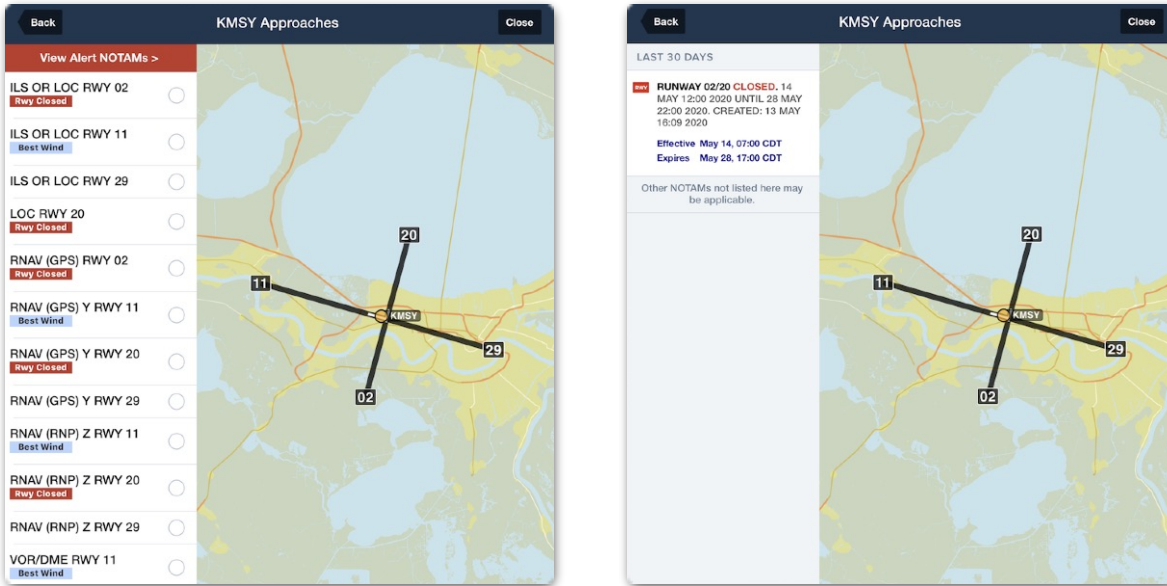 Back
KMSY Approaches
Close
View Alert NOTAMs >
ILS OR LOC RWY 02
Rwy Closed
ILS OR LOC RWY 11
Best Wind
ILS OR LOC RWY 29
LOC RWY 20
Rwy Closed
RNAV (GPS) RWY 02
Rwy Closed
RNAV (GPS) Y RWY 11
Best Wind
RNAV (GPS) Y RWY 20
Rwy Closed
RNAV (GPS) Y RWY 29
RNAV (RNP) Z RWY 11
Best Wind
RNAV (RNP) Z RWY 20
Rwy Closed
RNAV (RNP) Z RWY 29
VOR/DME RWY 11
Best Wind
20
11
KMSY
29
02
Back
KMSY Approaches
Close
LAST 30 DAYS
RWY
RUNWAY 02/20 CLOSED. 14
MAY 12:00 2020 UNTIL 28 MAY
22:00 2020. CREATED: 13 MAY
16:09 2020
Effective May 14, 07:00 CDT
Expires May 28, 17:00 CDT
Other NOTAMs not listed here may
be applicable.
20
11
KMSY
29
02